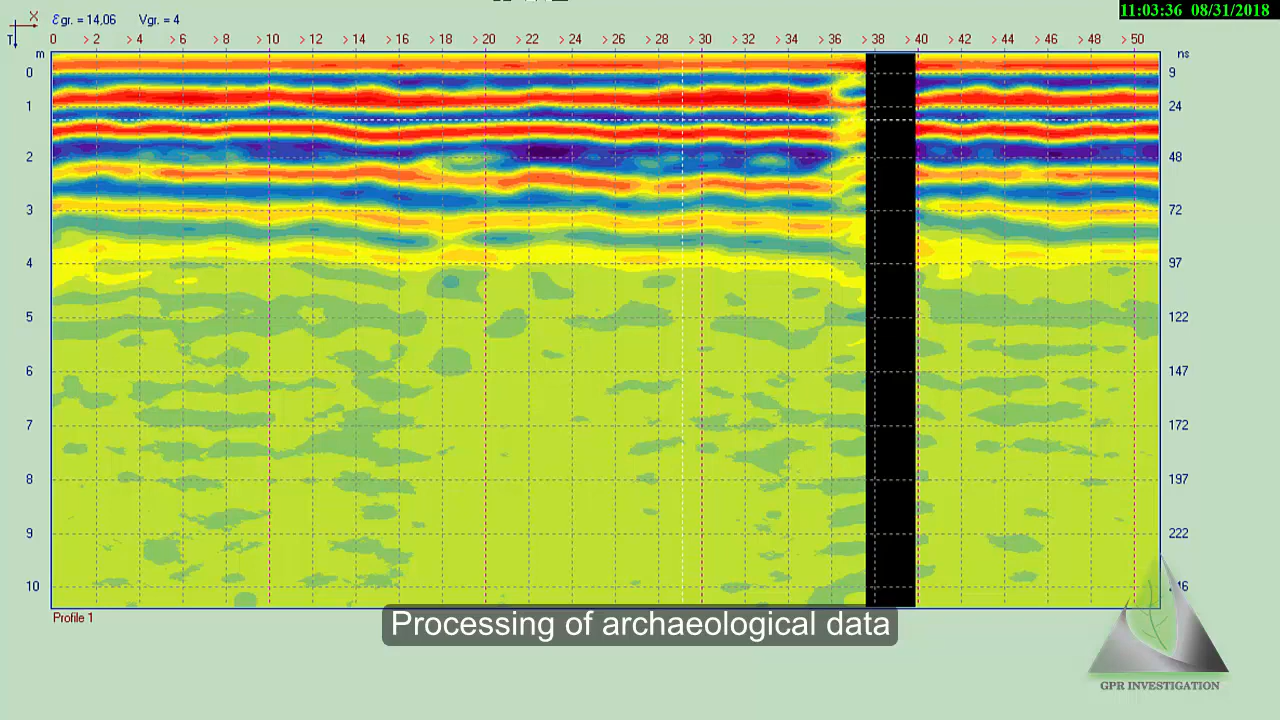 11:03:36 08/31/2018
X
Ɛgr. = 14,06 Vgr. = 4
T
m
0 > 2 > 4 > 6 > 8 > 10 > 12 > 14 > 16 > 18 > 20 > 22 > 24 > 26 > 28 > 30 > 32 > 34 > 36 > 38 > 40 > 42 > 44 > 46 > 48 > 50
ns
0 9
1 24
2 48
3 72
4 97
5 122
6 147
7 172
8 197
9 222
10
Profile 1
Processing of archaeological data
GPR INVESTIGATION